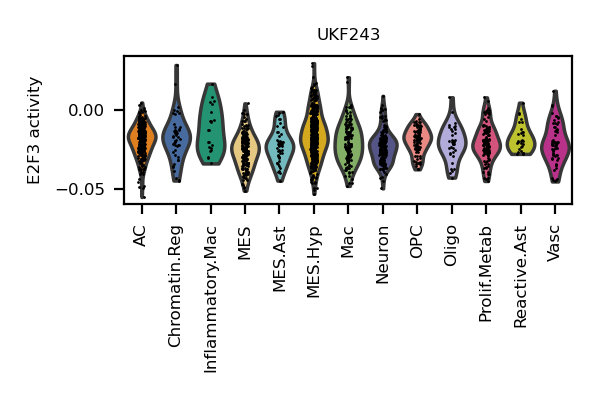 UKF243
E2F3 activity
0.00
−0.05
AC
Chromatin.Reg
Inflammatory.Mac
MES
MES.Ast
MES.Hyp
Mac
Neuron
OPC
Oligo
Prolif.Metab
Reactive.Ast
Vasc